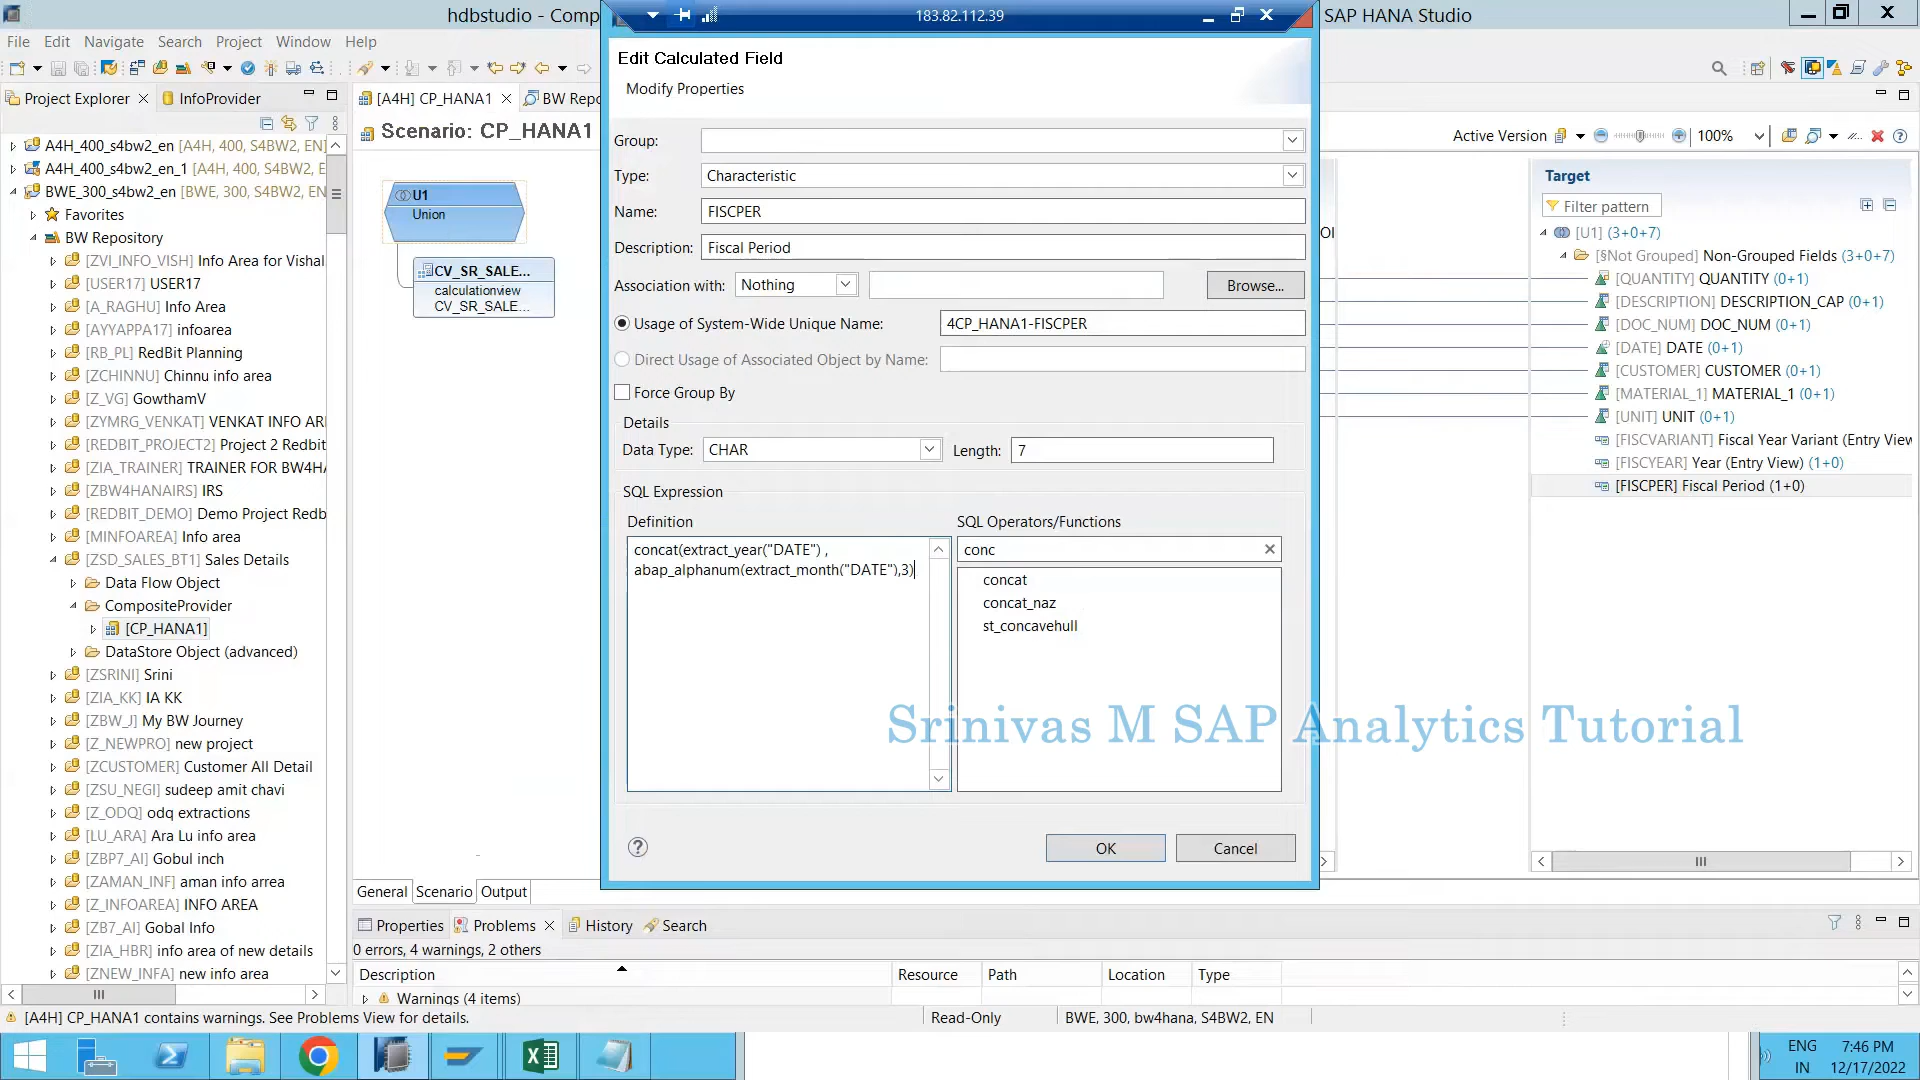 hdbstudio - Comp
183.82.112.39
SAP HANA Studio
File Edit Navigate Search Project Window Help
Project Explorer
InfoProvider
[A4H] CP_HANA1
BW Repo
Scenario: CP_HANA1
Active Version
100%
A4H_400_s4bw2_en [A4H, 400, S4BW2, EN]
A4H_400_s4bw2_en_1 [A4H, 400, S4BW2, E
BWE_300_s4bw2_en [BWE, 300, S4BW2, EN
Favorites
BW Repository
[ZVI_INFO_VISH] Info Area for Vishal
[USER17] USER17
[A_RAGHU] Info Area
[AYYAPPA17] infoarea
[RB_PL] RedBit Planning
[ZCHINNU] Chinnu info area
[Z_VG] GowthamV
[ZYMRG_VENKAT] VENKAT INFO ARI
[REDBIT_PROJECT2] Project 2 Redbit
[ZIA_TRAINER] TRAINER FOR BW4HA
[ZBW4HANAIRS] IRS
[REDBIT_DEMO] Demo Project Redb
[MINFOAREA] Info area
[ZSD_SALES_BT1] Sales Details
Data Flow Object
CompositeProvider
[CP_HANA1]
DataStore Object (advanced)
[ZSRINI] Srini
[ZIA_KK] IA KK
[ZBW_J] My BW Journey
[Z_NEWPRO] new project
[ZCUSTOMER] Customer All Detail
[ZSU_NEGI] sudeep amit chavi
[Z_ODQ] odq extractions
[LU_ARA] Ara Lu info area
[ZBP7_AI] Gobul inch
[ZAMAN_INF] aman info arrea
[Z_INFOAREA] INFO AREA
[ZB7_AI] Gobal Info
[ZIA_HBR] info area of new details
[ZNEW_INFA] new info area
U1
Union
CV_SR_SALE...
calculationview
CV_SR_SALE...
Edit Calculated Field
Modify Properties
Group:
Type: Characteristic
Name: FISCPER
Description: Fiscal Period
Association with: Nothing Browse...
Usage of System-Wide Unique Name: 4CP_HANA1-FISCPER
Direct Usage of Associated Object by Name:
Force Group By
Details
Data Type: CHAR Length: 7
SQL Expression
Definition
concat(extract_year("DATE") ,
abap_alphanum(extract_month("DATE"),3)
SQL Operators/Functions
conc
concat
concat_naz
st_concavehull
OK Cancel
Target
Filter pattern
[U1] (3+0+7)
[§Not Grouped] Non-Grouped Fields (3+0+7)
[QUANTITY] QUANTITY (0+1)
[DESCRIPTION] DESCRIPTION_CAP (0+1)
[DOC_NUM] DOC_NUM (0+1)
[DATE] DATE (0+1)
[CUSTOMER] CUSTOMER (0+1)
[MATERIAL_1] MATERIAL_1 (0+1)
[UNIT] UNIT (0+1)
[FISCVARIANT] Fiscal Year Variant (Entry View
[FISCYEAR] Year (Entry View) (1+0)
[FISCPER] Fiscal Period (1+0)
Srinivas M SAP Analytics Tutorial
General Scenario Output
Properties Problems History Search
0 errors, 4 warnings, 2 others
Description Resource Path Location Type
Warnings (4 items)
[A4H] CP_HANA1 contains warnings. See Problems View for details.
Read-Only
BWE, 300, bw4hana, S4BW2, EN
ENG
IN
7:46 PM
12/17/2022